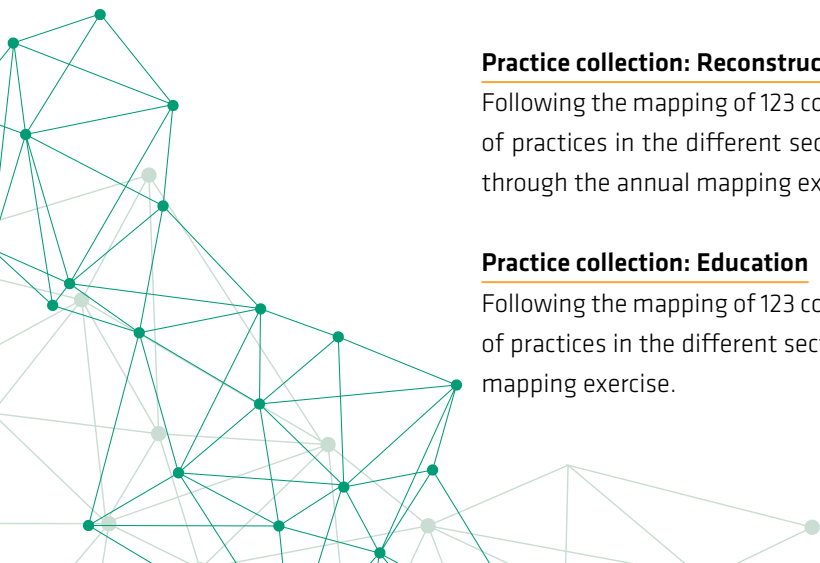 Practice collection: Reconstruc
Following the mapping of 123 co
of practices in the different sec
through the annual mapping ex
Practice collection: Education
Following the mapping of 123 co
of practices in the different sect
mapping exercise.